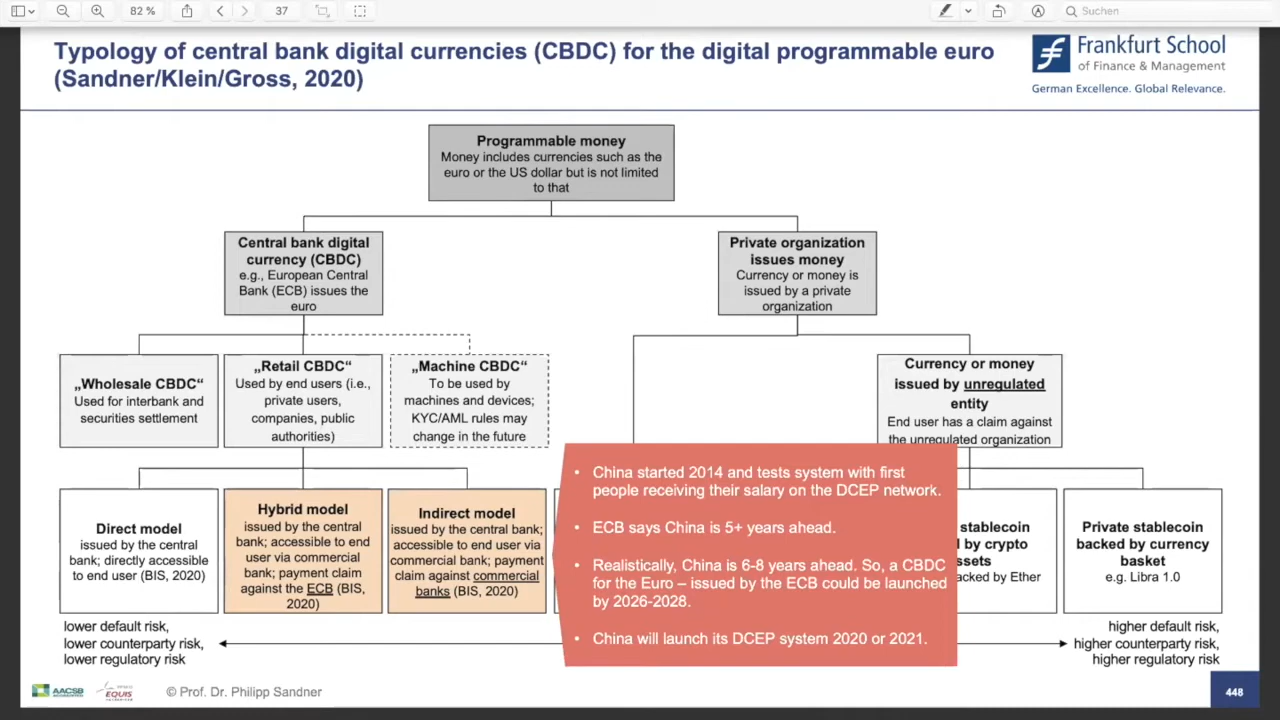 82 %
37
Suchen
Typology of central bank digital currencies (CBDC) for the digital programmable euro
(Sandner/Klein/Gross, 2020)
Frankfurt School
of Finance & Management
German Excellence. Global Relevance.
Programmable money
Money includes currencies such as the
euro or the US dollar but is not limited
to that
Central bank digital
currency (CBDC)
e.g., European Central
Bank (ECB) issues the
euro
Private organization
issues money
Currency or money is
issued by a private
organization
„Wholesale CBDC“
Used for interbank and
securities settlement
„Retail CBDC“
Used by end users (i.e.,
private users,
companies, public
authorities)
„Machine CBDC“
To be used by
machines and devices;
KYC/AML rules may
change in the future
Currency or money
issued by unregulated
entity
End user has a claim against
the unregulated organization
Direct model
issued by the central
bank; directly accessible
to end user (BIS, 2020)
Hybrid model
issued by the central
bank; accessible to end
user via commercial
bank; payment claim
against the ECB (BIS,
2020)
Indirect model
issued by the central bank;
accessible to end user via
commercial bank; payment
claim against commercial
banks (BIS, 2020)
• China started 2014 and tests system with first
people receiving their salary on the DCEP network.
• ECB says China is 5+ years ahead.
• Realistically, China is 6-8 years ahead. So, a CBDC
for the Euro – issued by the ECB could be launched
by 2026-2028.
• China will launch its DCEP system 2020 or 2021.
stablecoin
by crypto
by Ether
Private stablecoin
backed by currency
basket
e.g. Libra 1.0
lower default risk,
lower counterparty risk,
lower regulatory risk
higher default risk,
higher counterparty risk,
higher regulatory risk
AACSB
EQUIS
© Prof. Dr. Philipp Sandner
448